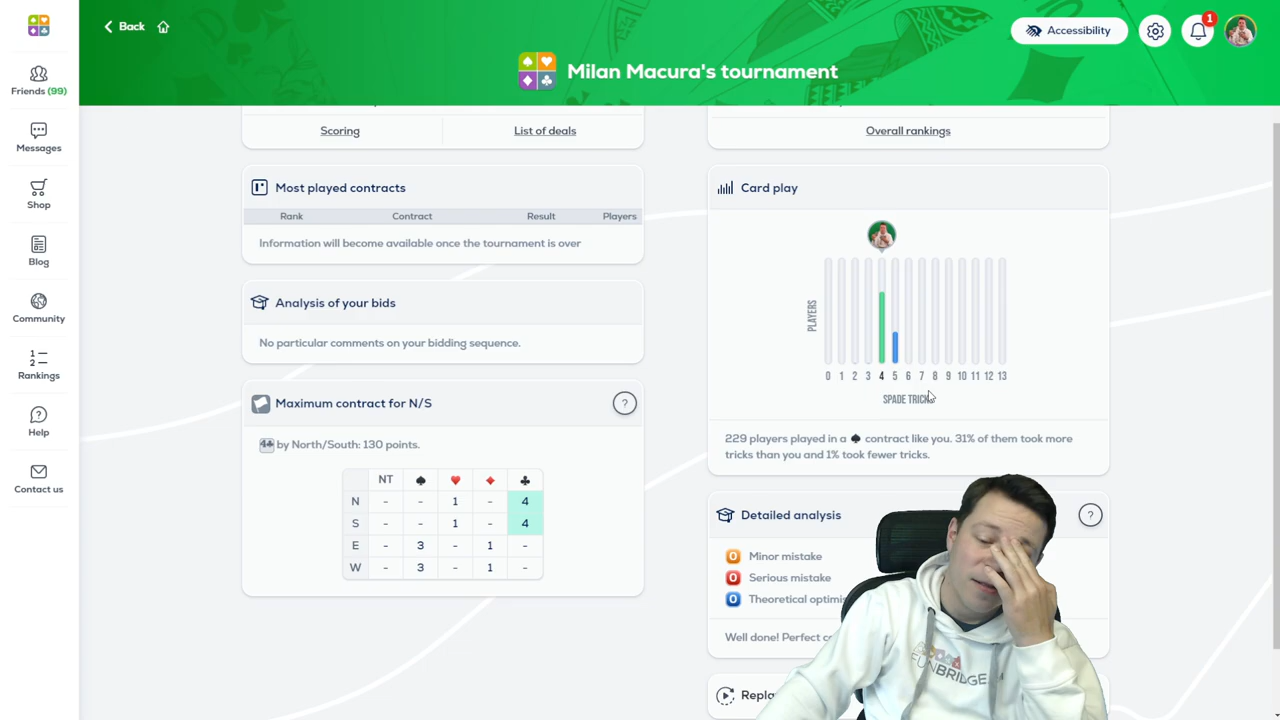 Back
Accessibility
1
Milan Macura's tournament
Friends (99)
Messages
Shop
Blog
Community
1
2
Rankings
Help
Contact us
Scoring
List of deals
Overall rankings
Most played contracts
Rank Contract Result Players
Information will become available once the tournament is over
Analysis of your bids
No particular comments on your bidding sequence.
Maximum contract for N/S
?
4♣ by North/South: 130 points.
NT ♠ ♥ ♦ ♣
N - - 1 - 4
S - - 1 - 4
E - 3 - 1 -
W - 3 - 1 -
Card play
PLAYERS
0 1 2 3 4 5 6 7 8 9 10 11 12 13
SPADE TRICKS
229 players played in a ♠ contract like you. 31% of them took more
tricks than you and 1% took fewer tricks.
Detailed analysis
?
0 Minor mistake
0 Serious mistake
0 Theoretical
Well done! Perfect
FUNBRIDGE